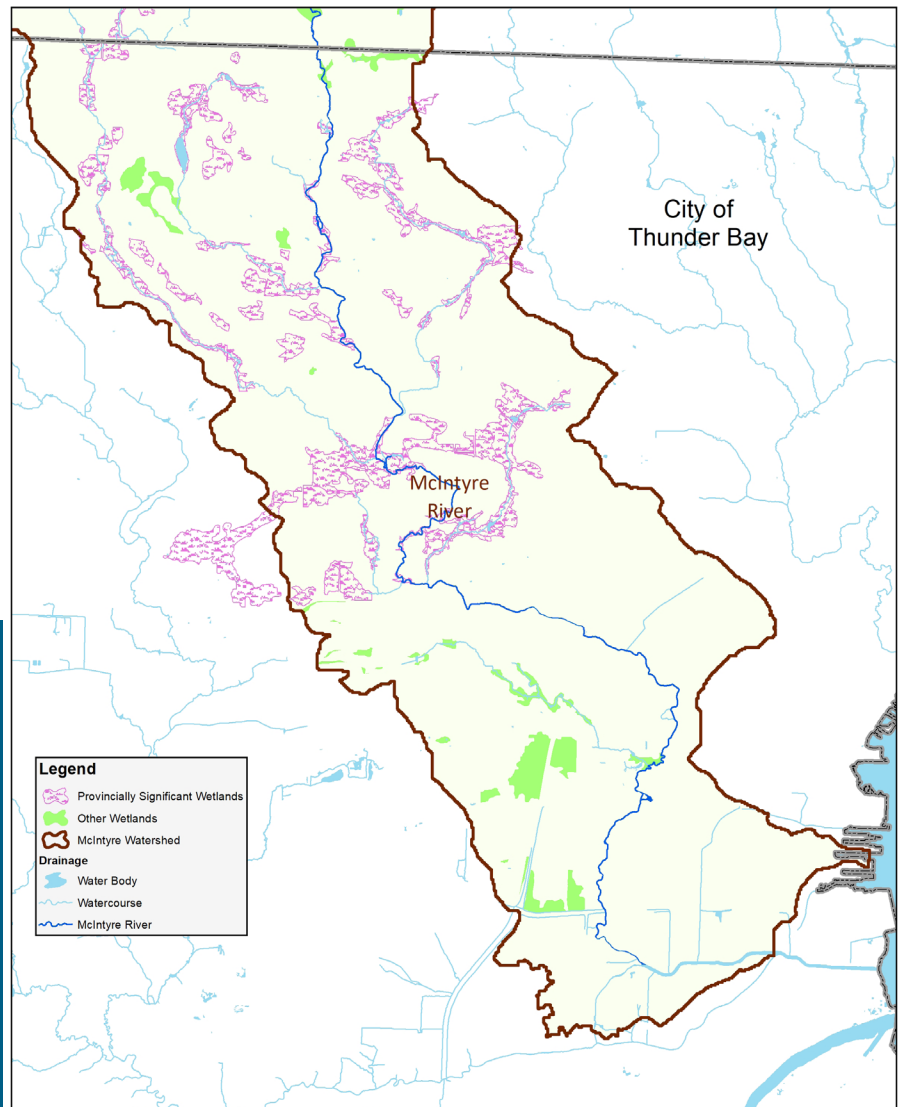 City of
Thunder Bay
McIntyre
River
Legend
Provincially Significant Wetlands
Other Wetlands
McIntyre Watershed
Drainage
Water Body
Watercourse
McIntyre River